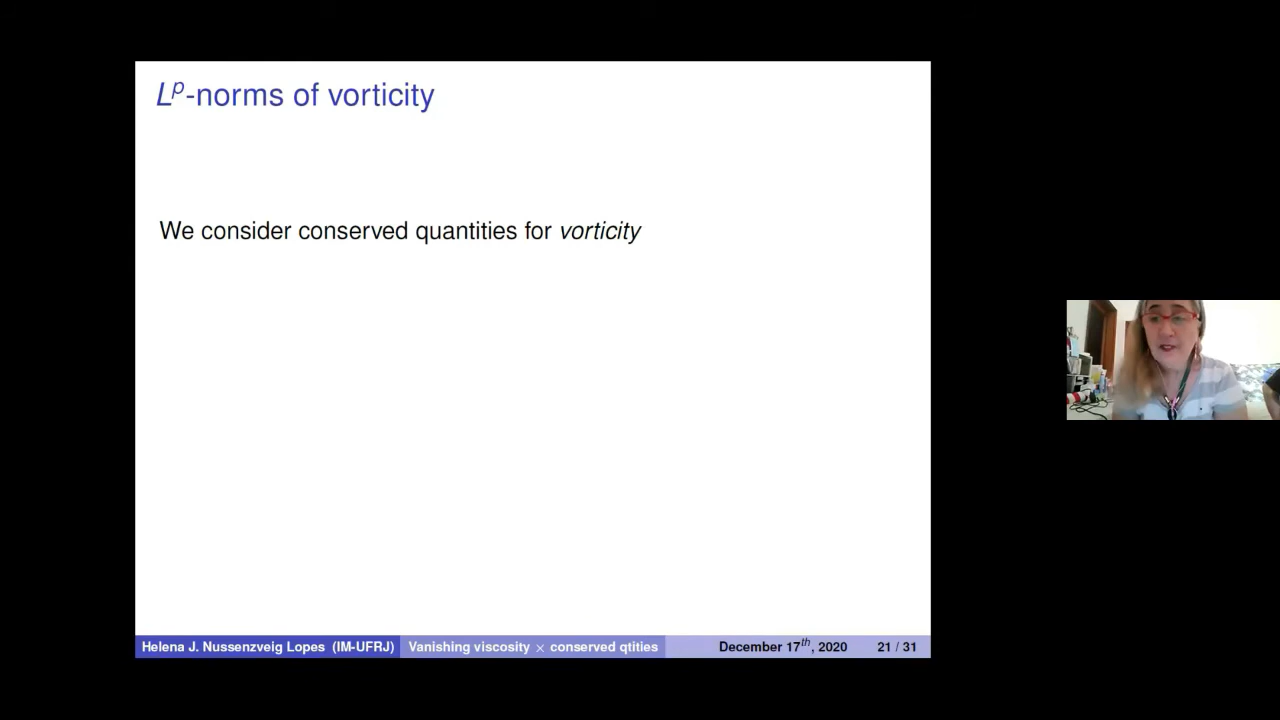 Lp-norms of vorticity
We consider conserved quantities for vorticity
Helena J. Nussenzveig Lopes (IM-UFRJ) Vanishing viscosity × conserved qtities December 17th, 2020 21 / 31